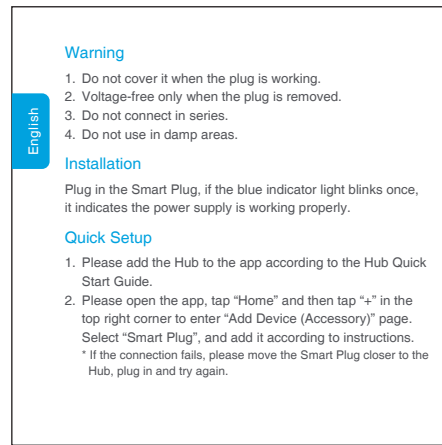 English
Warning
1. Do not cover it when the plug is working.
2. Voltage-free only when the plug is removed.
3. Do not connect in series.
4. Do not use in damp areas.
Installation
Plug in the Smart Plug, if the blue indicator light blinks once,
it indicates the power supply is working properly.
Quick Setup
1. Please add the Hub to the app according to the Hub Quick
Start Guide.
2. Please open the app, tap “Home” and then tap “+” in the
top right corner to enter “Add Device (Accessory)” page.
Select “Smart Plug”, and add it according to instructions.
* If the connection fails, please move the Smart Plug closer to the
Hub, plug in and try again.